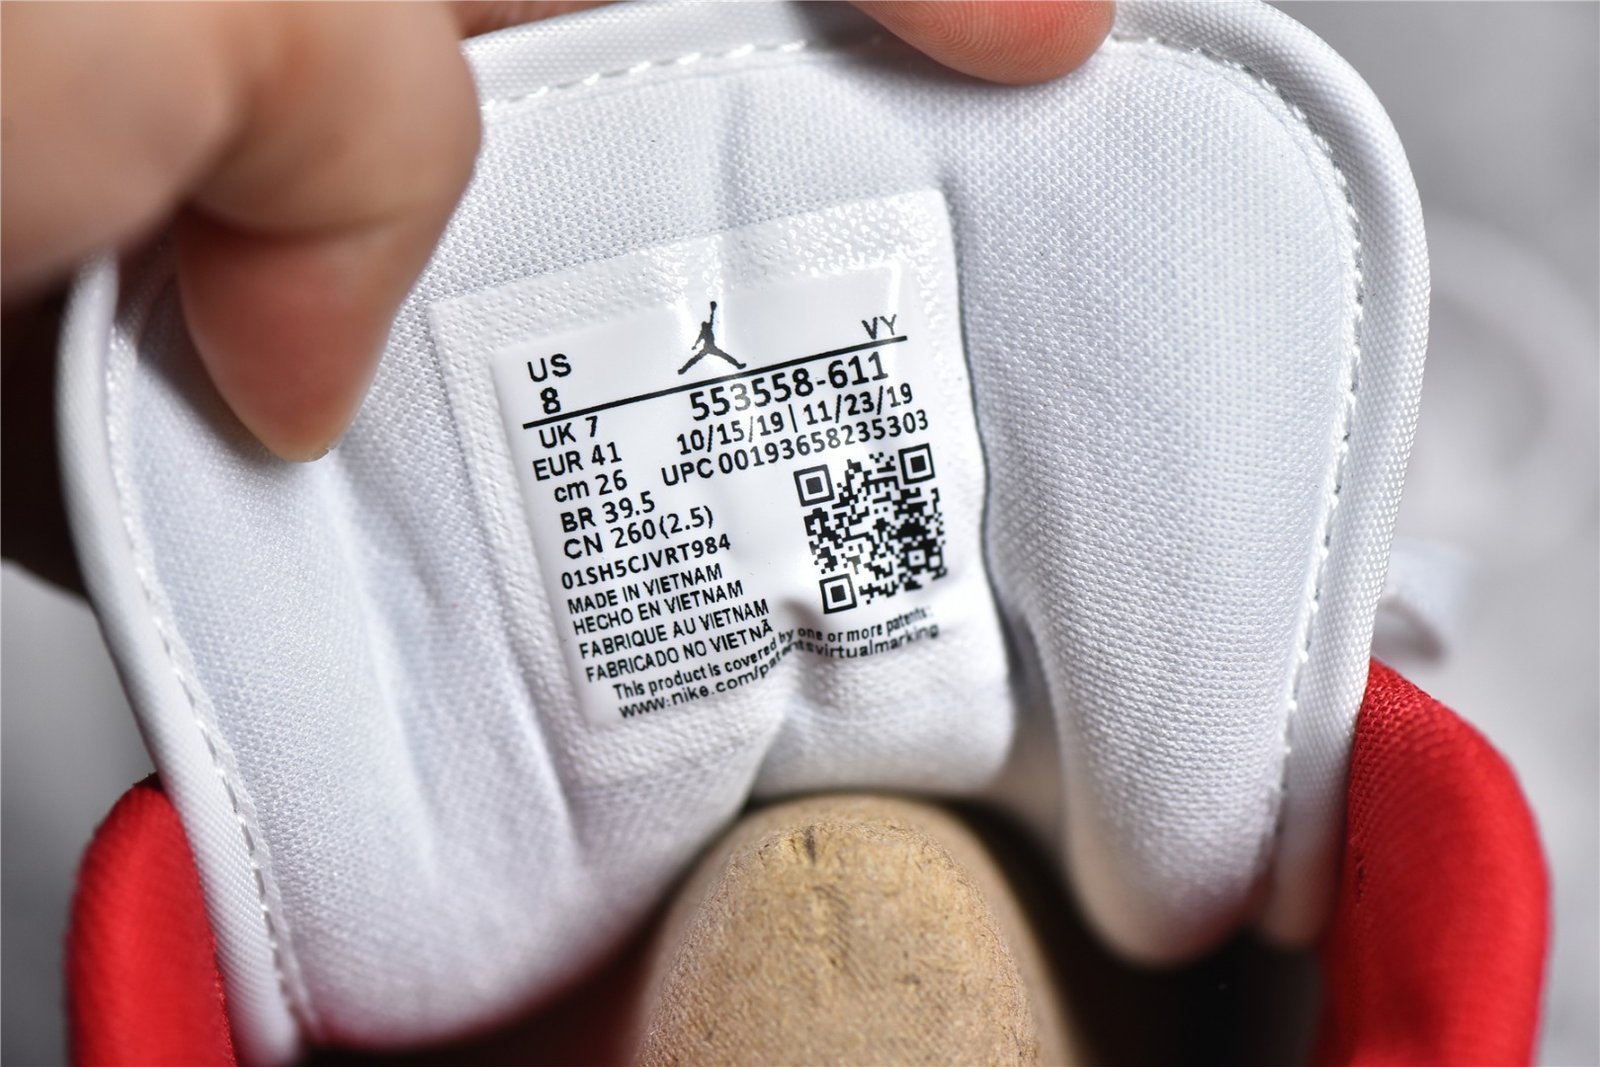 US
8
VY
553558-611
UK 7
10/15/19 | 11/23/19
EUR 41
UPC 00193658235303
cm 26
BR 39.5
CN 260(2.5)
01SH5CJVRT984
MADE IN VIETNAM
HECHO EN VIETNAM
FABRIQUE AU VIETNAM
FABRICADO NO VIETNÃ
This product is covered by one or more patents:
www.nike.com/patentsvirtualmarking